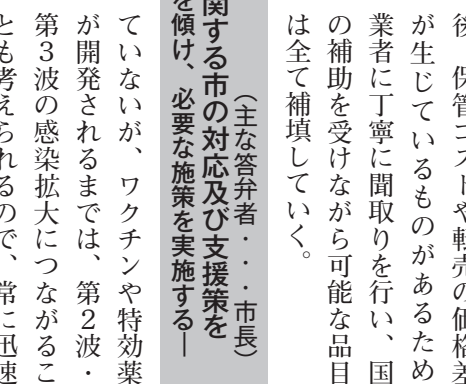 後、保管コストや転売の価格差
が生じているものがあるため
業者に丁寧に聞取りを行い、国
の補助を受けながら可能な品目
は全て補填していく。
（主な答弁者・・・市長）
関する市の対応及び支援策を
を傾け、必要な施策を実施する―
ていないが、ワクチンや特効薬
が開発されるまでは、第２波・
第３波の感染拡大につながるこ
とも考えられるので、常に迅速